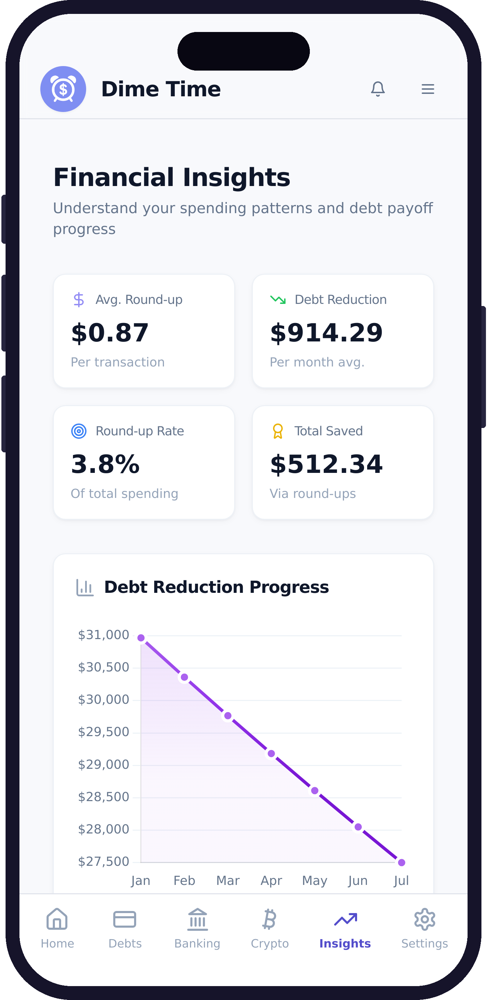 Dime Time
Financial Insights
Understand your spending patterns and debt payoff
progress
$ Avg. Round-up
$0.87
Per transaction
Debt Reduction
$914.29
Per month avg.
Round-up Rate
3.8%
Of total spending
Total Saved
$512.34
Via round-ups
Debt Reduction Progress
$31,000
$30,500
$30,000
$29,500
$29,000
$28,500
$28,000
$27,500
Jan Feb Mar Apr May Jun Jul
Home Debts Banking Crypto Insights Settings